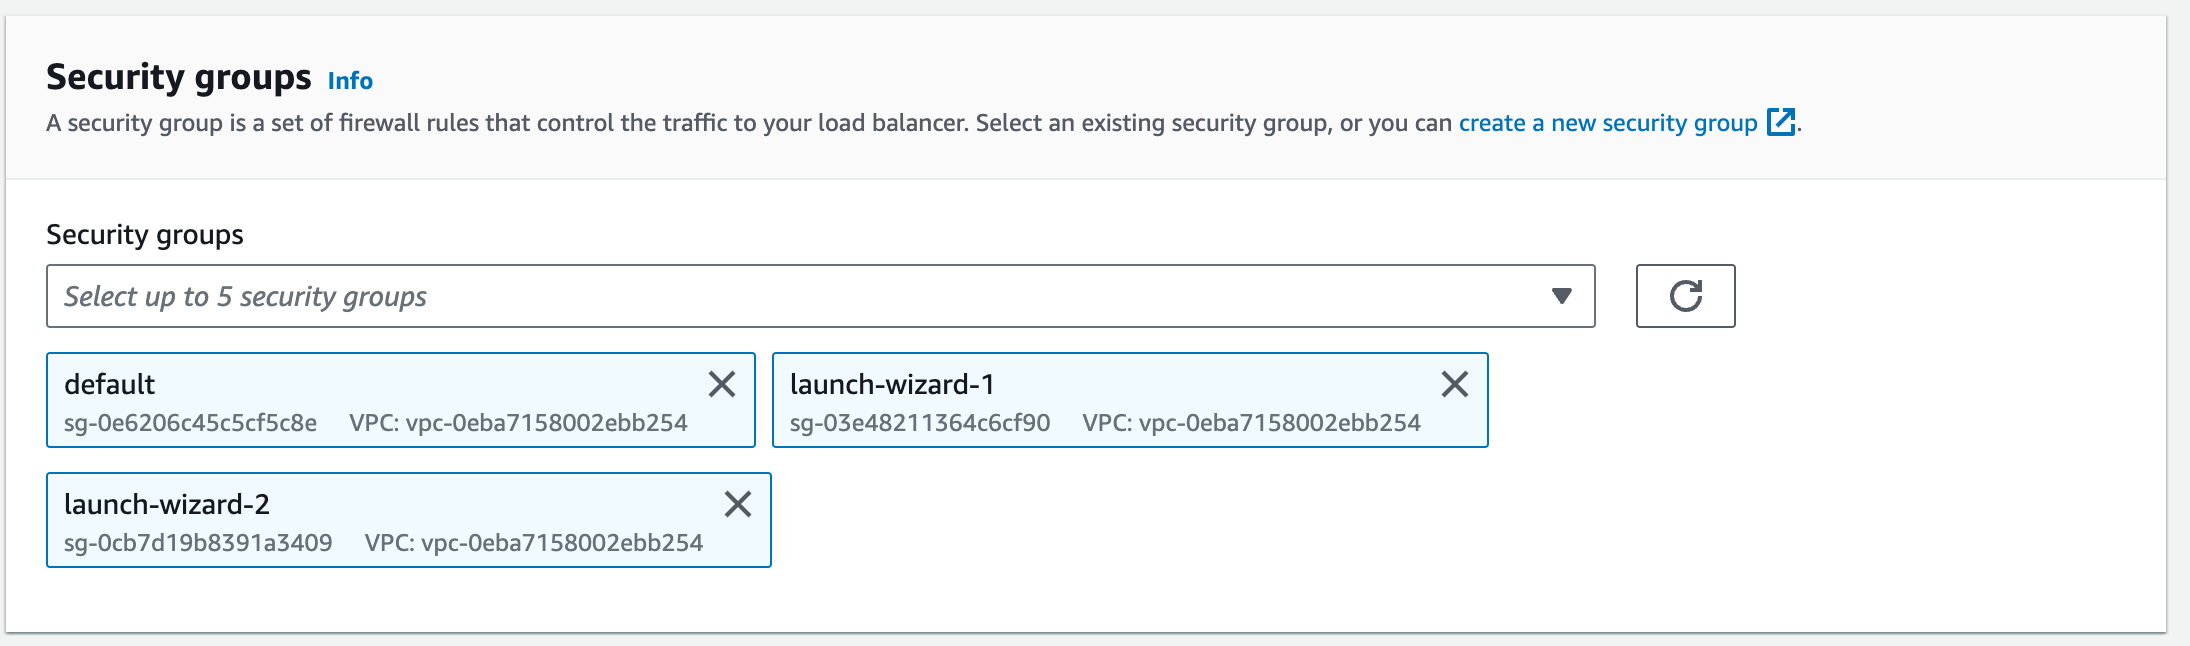 Security groups Info
A security group is a set of firewall rules that control the traffic to your load balancer. Select an existing security group, or you can create a new security group.
Security groups
Select up to 5 security groups
default
sg-0e6206c45c5cf5c8e VPC: vpc-0eba7158002ebb254
launch-wizard-1
sg-03e48211364c6cf90 VPC: vpc-0eba7158002ebb254
launch-wizard-2
sg-0cb7d19b8391a3409 VPC: vpc-0eba7158002ebb254